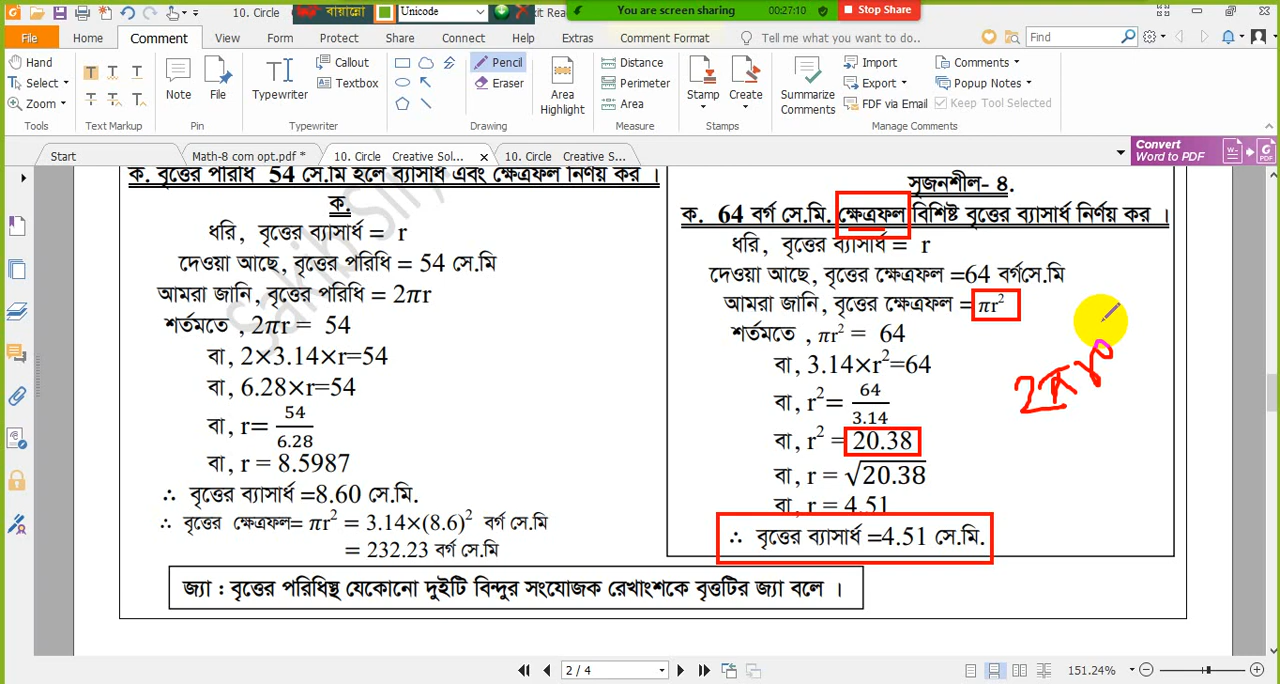 10. Circle
বায়ান্নো
Unicode
Exit Read
You are screen sharing
00:27:10
Stop Share
File Home Comment View Form Protect Share Connect Help Extras Comment Format Tell me what you want to do.. Find
Hand
Select
Zoom
Tools
Text Markup
Note
File
Pin
Typewriter
Callout
Textbox
Typewriter
Pencil
Eraser
Area Highlight
Drawing
Distance
Perimeter
Area
Measure
Stamp
Create
Stamps
Summarize Comments
Import
Export
FDF via Email
Comments
Popup Notes
Keep Tool Selected
Manage Comments
Start
Math-8 com opt.pdf *
10. Circle Creative Sol...
10. Circle Creative S...
Convert Word to PDF
ক. বৃত্তের পরিধি 54 সে.মি হলে ব্যাসার্ধ এবং ক্ষেত্রফল নির্ণয় কর ।
ক.
ধরি, বৃত্তের ব্যাসার্ধ = r
দেওয়া আছে, বৃত্তের পরিধি = 54 সে.মি
আমরা জানি, বৃত্তের পরিধি = 2πr
শর্তমতে , 2πr = 54
বা, 2×3.14×r=54
বা, 6.28×r=54
বা, r= 54/6.28
বা, r = 8.5987
∴ বৃত্তের ব্যাসার্ধ =8.60 সে.মি.
∴ বৃত্তের ক্ষেত্রফল= πr² = 3.14×(8.6)² বর্গ সে.মি
= 232.23 বর্গ সে.মি
সৃজনশীল- ৪.
ক. 64 বর্গ সে.মি. ক্ষেত্রফল বিশিষ্ট বৃত্তের ব্যাসার্ধ নির্ণয় কর ।
ধরি, বৃত্তের ব্যাসার্ধ = r
দেওয়া আছে, বৃত্তের ক্ষেত্রফল =64 বর্গসে.মি
আমরা জানি, বৃত্তের ক্ষেত্রফল = πr²
শর্তমতে , πr² = 64
বা, 3.14×r²=64
বা, r²= 64/3.14
বা, r² = 20.38
বা, r = √20.38
বা, r = 4.51
∴ বৃত্তের ব্যাসার্ধ =4.51 সে.মি.
2πr
জ্যা : বৃত্তের পরিধিস্থ যেকোনো দুইটি বিন্দুর সংযোজক রেখাংশকে বৃত্তটির জ্যা বলে ।
2 / 4
151.24%